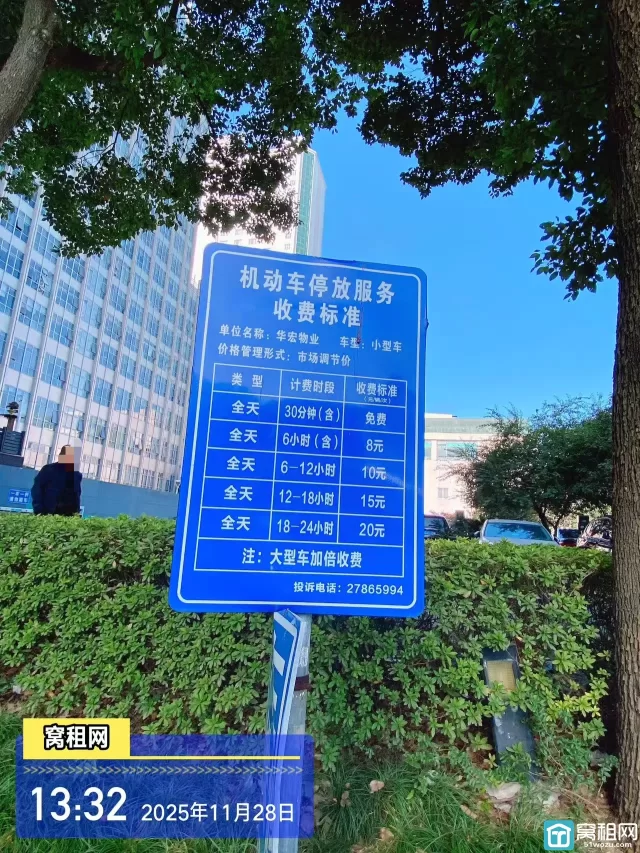 机动车停放服务
收费标准
单位名称：华宏物业 车型：小型车
价格管理形式：市场调节价
类 型 计费时段 收费标准
全天 30分钟(含) 免费
全天 6小时(含) 8元
全天 6-12小时 10元
全天 12-18小时 15元
全天 18-24小时 20元
注：大型车加倍收费
投诉电话：27865994
窝租网
13:32 2025年11月28日
窝租网
51wozu.com